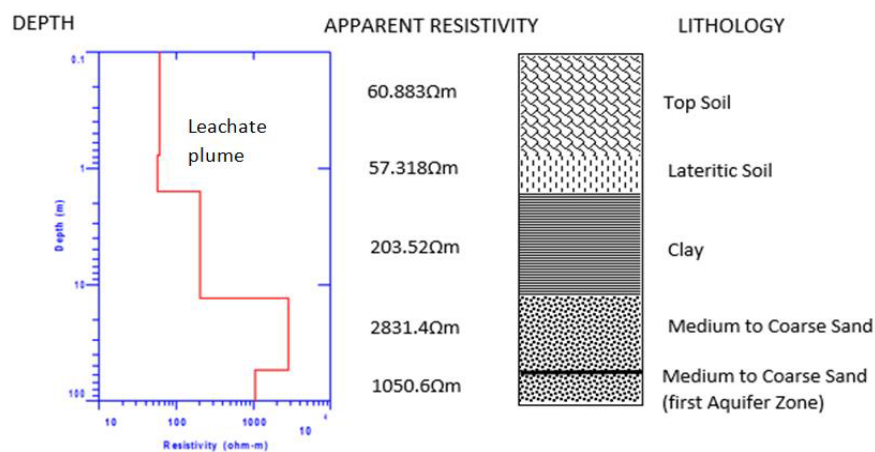 DEPTH
APPARENT RESISTIVITY
LITHOLOGY
0.1
1
10
100
Depth (m)
Leachate
plume
10
100
1000
10
4
Resistivity (ohm-m)
60.883Ωm
57.318Ωm
203.52Ωm
2831.4Ωm
1050.6Ωm
Top Soil
Lateritic Soil
Clay
Medium to Coarse Sand
Medium to Coarse Sand
(first Aquifer Zone)